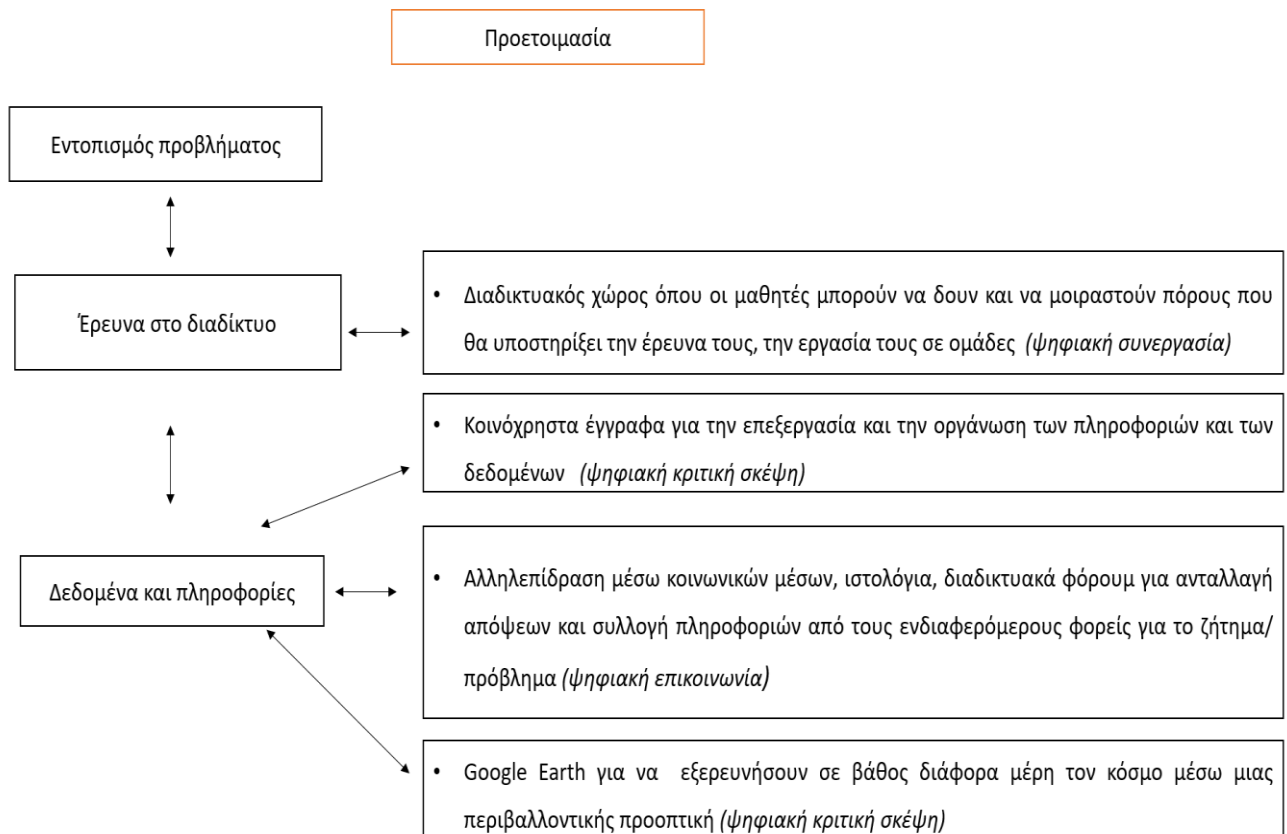 Προετοιμασία
Εντοπισμός προβλήματος
Έρευνα στο διαδίκτυο
• Διαδικτυακός χώρος όπου οι μαθητές μπορούν να δουν και να μοιραστούν πόρους που
θα υποστηρίξει την έρευνα τους, την εργασία τους σε ομάδες (ψηφιακή συνεργασία)
• Κοινόχρηστα έγγραφα για την επεξεργασία και την οργάνωση των πληροφοριών και των
δεδομένων (ψηφιακή κριτική σκέψη)
Δεδομένα και πληροφορίες
• Αλληλεπίδραση μέσω κοινωνικών μέσων, ιστολόγια, διαδικτυακά φόρουμ για ανταλλαγή
απόψεων και συλλογή πληροφοριών από τους ενδιαφερόμερους φορείς για το ζήτημα/
πρόβλημα (ψηφιακή επικοινωνία)
• Google Earth για να εξερευνήσουν σε βάθος διάφορα μέρη τον κόσμο μέσω μιας
περιβαλλοντικής προοπτική (ψηφιακή κριτική σκέψη)